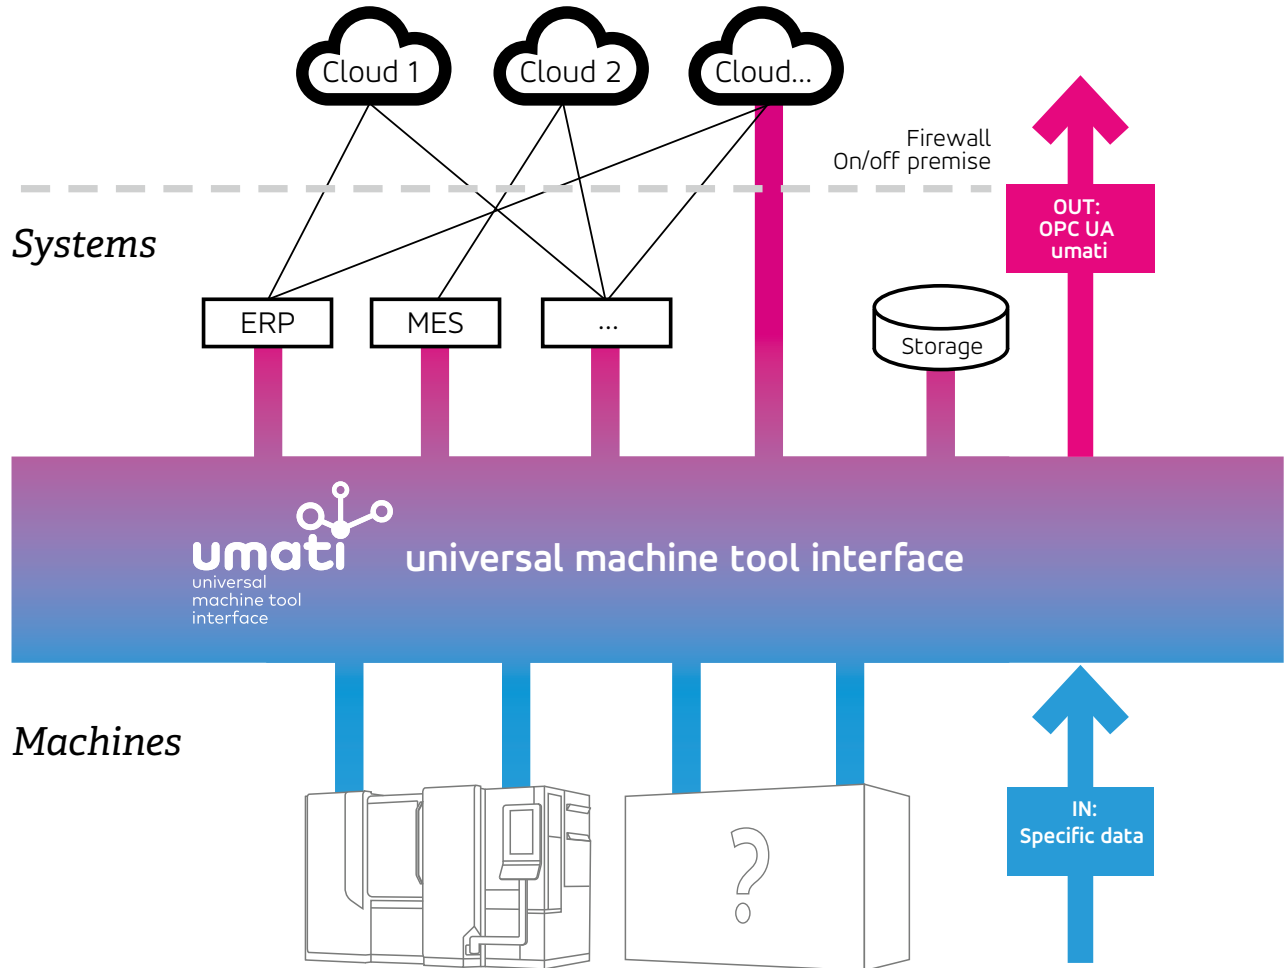 Cloud 1
Cloud 2
Cloud...
Firewall
On/off premise
OUT:
OPC UA
umati
Systems
ERP
MES
...
Storage
umati
universal
machine tool
interface
universal machine tool interface
Machines
IN:
Specific data
?